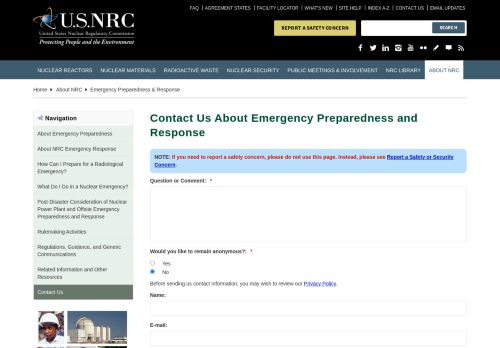 FAQ | AGREEMENT STATES | FACILITY LOCATOR | WHAT'S NEW | SITE HELP | INDEX A-Z | CONTACT US | EMAIL UPDATES
U.S.NRC
United States Nuclear Regulatory Commission
Protecting People and the Environment
REPORT A SAFETY CONCERN
SEARCH
NUCLEAR REACTORS NUCLEAR MATERIALS RADIOACTIVE WASTE NUCLEAR SECURITY PUBLIC MEETINGS & INVOLVEMENT NRC LIBRARY ABOUT NRC
Home About NRC Emergency Preparedness & Response
Navigation
About Emergency Preparedness
About NRC Emergency Response
How Can I Prepare for a Radiological
Emergency?
What Do I Do in a Nuclear Emergency?
Post-Disaster Consideration of Nuclear
Power Plant and Offsite Emergency
Preparedness and Response
Rulemaking Activities
Regulations, Guidance, and Generic
Communications
Related Information and Other
Resources
Contact Us
Contact Us About Emergency Preparedness and
Response
NOTE: If you need to report a safety concern, please do not use this page. Instead, please see Report a Safety or Security
Concern.
Question or Comment: *
Would you like to remain anonymous?: *
Yes
No
Before sending us contact information, you may wish to review our Privacy Policy.
Name:
E-mail: